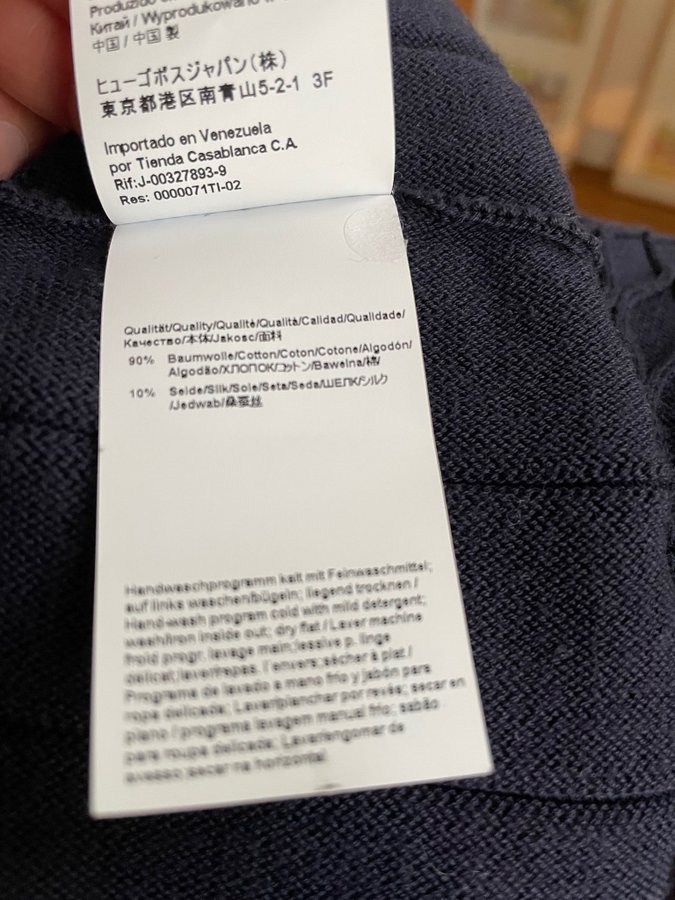 Produzido
Китай / Wyprodukowano w
中国 / 中国 製
ヒューゴボスジャパン(株)
東京都港区南青山5-2-1 3F
Importado en Venezuela
por Tienda Casablanca C.A
Rif:J-00327893-9
Res: 0000071TI-02
Qualität/Quality/Qualité/Qualità/Calidad/Qualidade/
Качество/本体/Jakosc/面料
90% Baumwolle/Cotton/Coton/Cotone/Algodón/
Algodão/ХЛОПОК/コットン/Bawelna/棉/
10% Seide/Silk/Soie/Seta/Seda/ШЕЛК/シルク
/Jedwab/桑蚕丝
Handwaschprogramm kalt mit Feinwaschmittel;
auf links waschen/bügeln; liegend trocknen /
Hand-wash program cold with mild detergent;
wash/iron inside out; dry flat / Laver machine
froid progr. lavage main;lessive p. linge
délicat;laver/repas. l'envers;sécher à plat /
Programa de lavado a mano frío y jabón para
ropa delicada; Lavar/planchar por revés; secar en
plano / programa lavagem manual frio; sabão
para roupa delicada; Lavar/engomar do
avesso;secar na horizontal